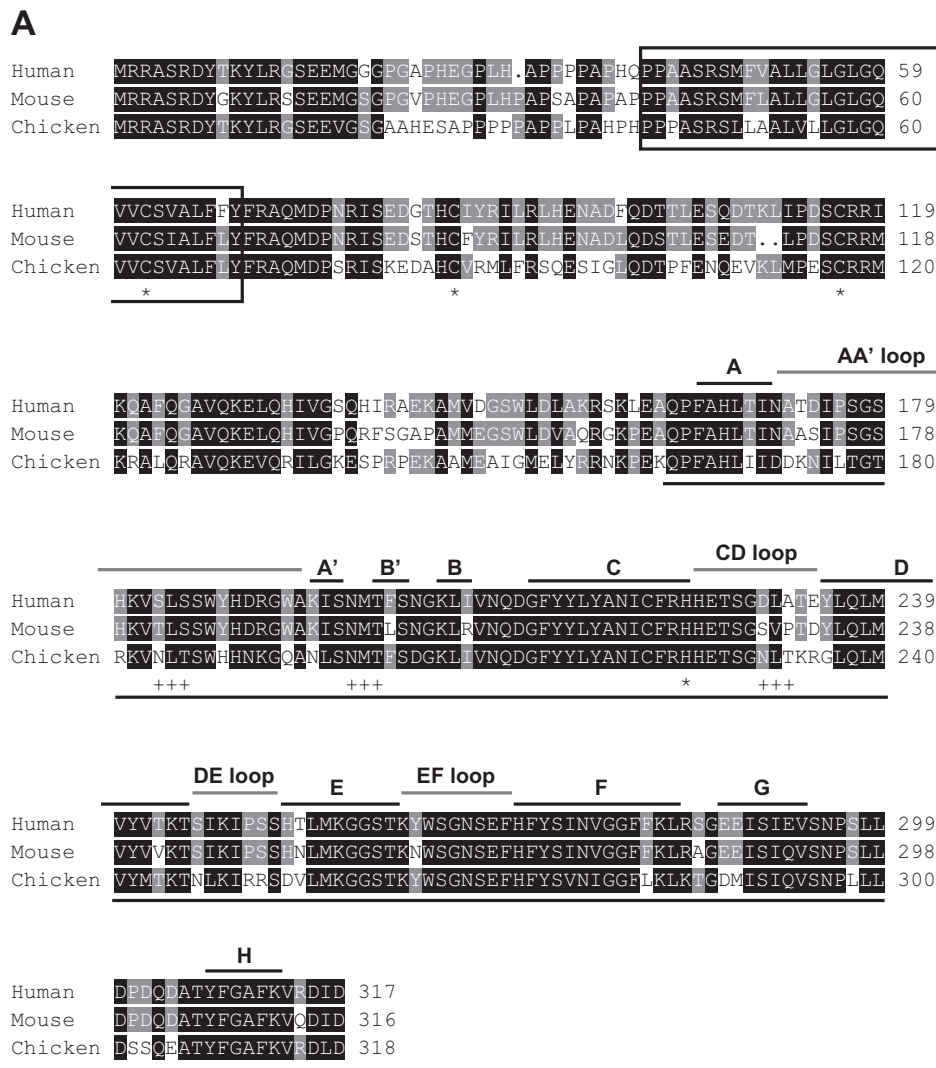 A
Human MRRASRDYTKYLRGSEEMGGGPGAPHEGPLH.APPPPAPHQPPAASRSMFVALLGLGLGQ 59
Mouse MRRASRDYGKYLRSSEEMGSGPGVPHEGPLHPAPSAPAPAPPPAASRSMFLALLGLGLGQ 60
Chicken MRRASRDYTKYLRGSEEVGSGAAHESAPPPPPAPPLPAHPHPPPASRSLLAALVLLGLGQ 60
Human VVCSVALFFYFRAQMDPNRISEDGTHCIYRILRLHENADFQDTTLESQDTKLIPDSCRRI 119
Mouse VVCSIALFLYFRAQMDPNRISEDSTHCFYRILRLHENADLQDSTLESEDT..LPDSCRRM 118
Chicken VVCSVALFLYFRAQMDPSRISKEDAHCVRMLFRSQESIGLQDTPFENQEVKLMPESCRRM 120
* * *
A AA’ loop
Human KQAFQGAVQKELQHIVGSQHIRAEKAMVDGSWLDLAKRSKLEAQPFAHLTINATDIPSGS 179
Mouse KQAFQGAVQKELQHIVGPQRFSGAPAMMEGSWLDVAQRGKPEAQPFAHLTINAASIPSGS 178
Chicken KRALQRAVQKEVQRILGKESPRPEKAAMEAIGMELYRRNKPEKQPFAHLIIDDKNILTGT 180
A’ B’ B C CD loop D
Human HKVSLSSWYHDRGWAKISNMTFSNGKLIVNQDGFYYLYANICFRHHETSGDLATEYLQLM 239
Mouse HKVTLSSWYHDRGWAKISNMTLSNGKLRVNQDGFYYLYANICFRHHETSGSVPTDYLQLM 238
Chicken RKVNLTSWHHNKGQANLSNMTFSDGKLIVNQDGFYYLYANICFRHHETSGNLTKRGLQLM 240
+++ +++ * +++
DE loop E EF loop F G
Human VYVTKTSIKIPSSHTLMKGGSTKYWSGNSEFHFYSINVGGFFKLRSGEEISIEVSNPSLL 299
Mouse VYVVKTSIKIPSSHNLMKGGSTKNWSGNSEFHFYSINVGGFFKLRAGEEISIQVSNPSLL 298
Chicken VYMTKTNLKIRRSDVLMKGGSTKYWSGNSEFHFYSVNIGGFLKLKTGDMISIQVSNPLLL 300
H
Human DPDQDATYFGAFKVRDID 317
Mouse DPDQDATYFGAFKVQDID 316
Chicken DSSQEATYFGAFKVRDLD 318